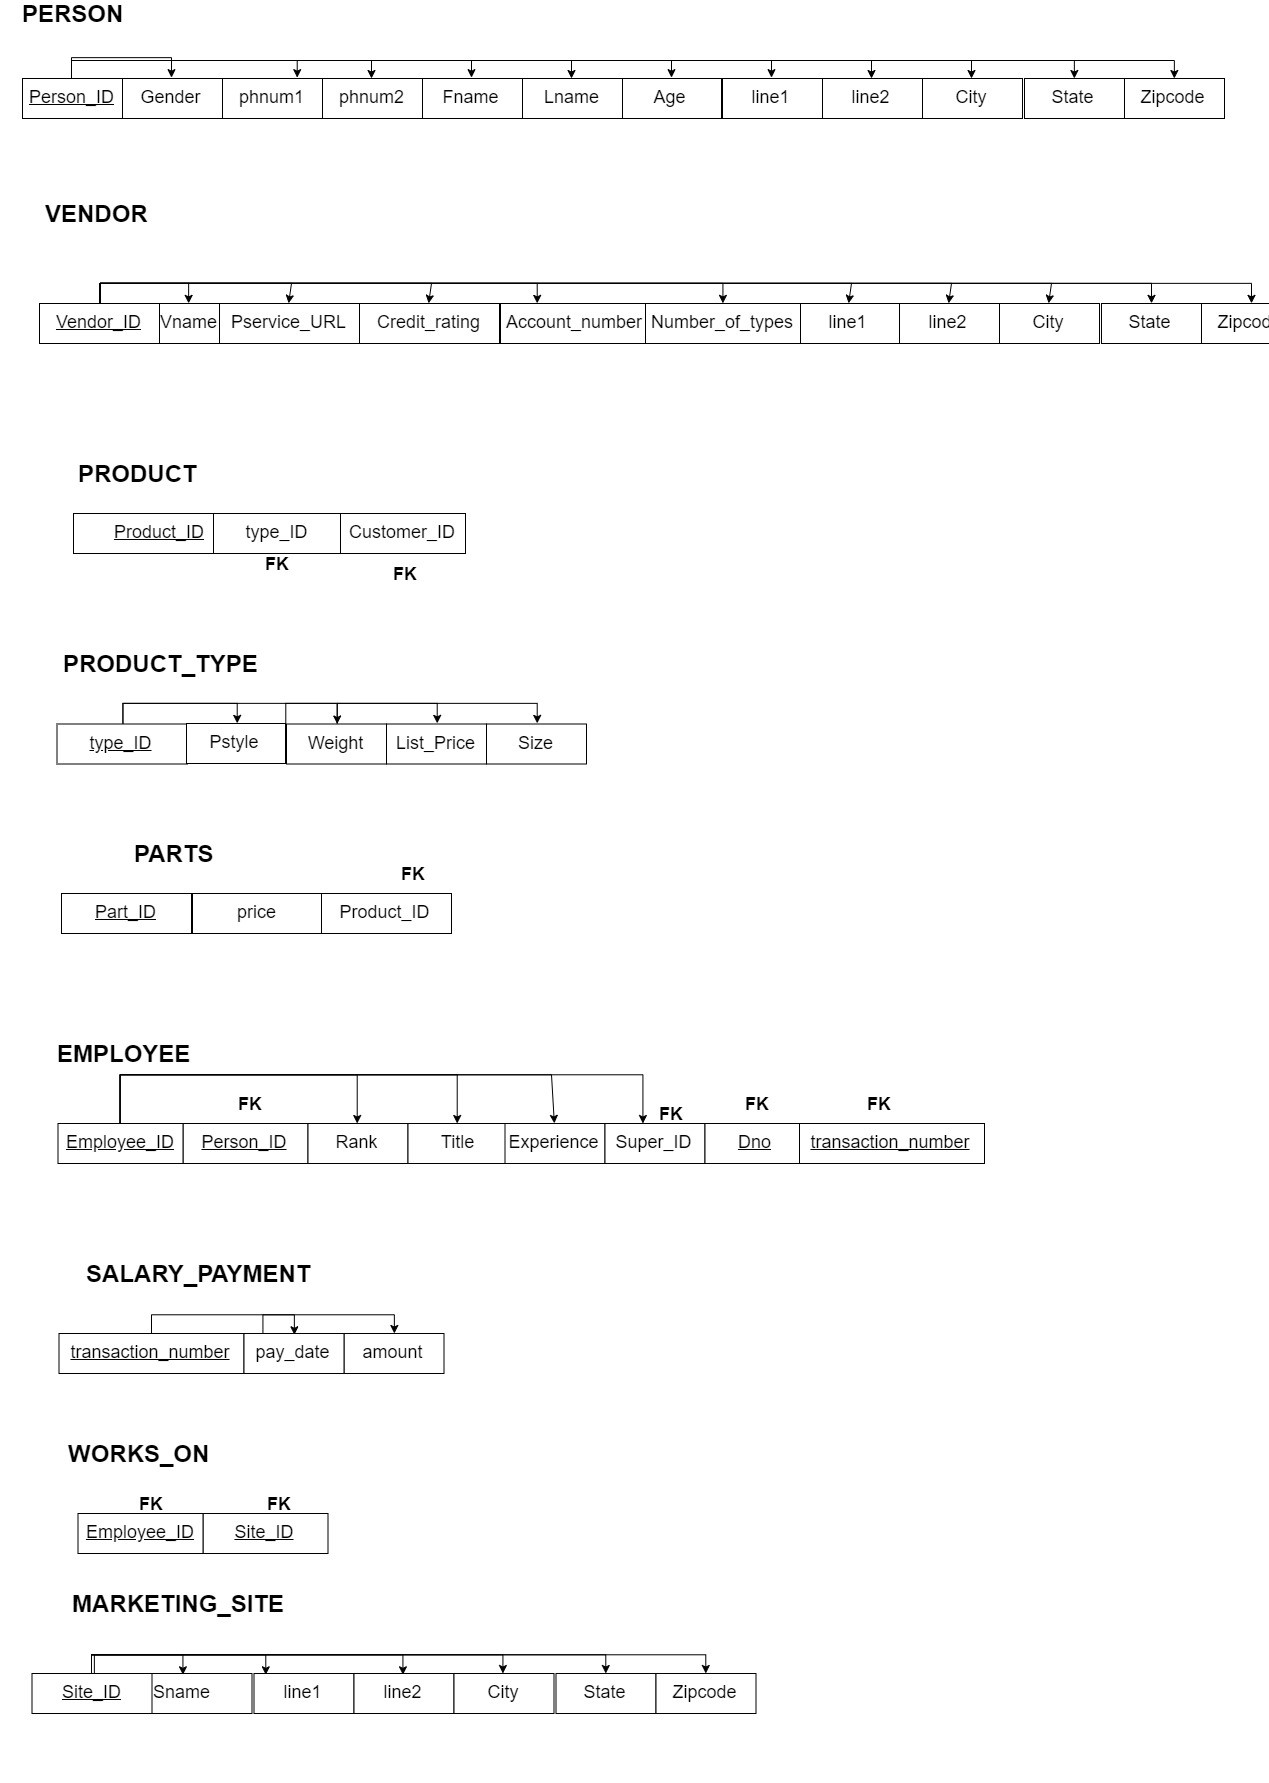 PERSON
Person_ID Gender phnum1 phnum2 Fname Lname Age line1 line2 City State Zipcode
VENDOR
Vendor_ID Vname Pservice_URL Credit_rating Account_number Number_of_types line1 line2 City State Zipcod
PRODUCT
Product_ID type_ID Customer_ID
FK
FK
PRODUCT_TYPE
type_ID Pstyle Weight List_Price Size
PARTS
FK
Part_ID price Product_ID
EMPLOYEE
FK FK FK FK
Employee_ID Person_ID Rank Title Experience Super_ID Dno transaction_number
SALARY_PAYMENT
transaction_number pay_date amount
WORKS_ON
FK FK
Employee_ID Site_ID
MARKETING_SITE
Site_ID Sname line1 line2 City State Zipcode